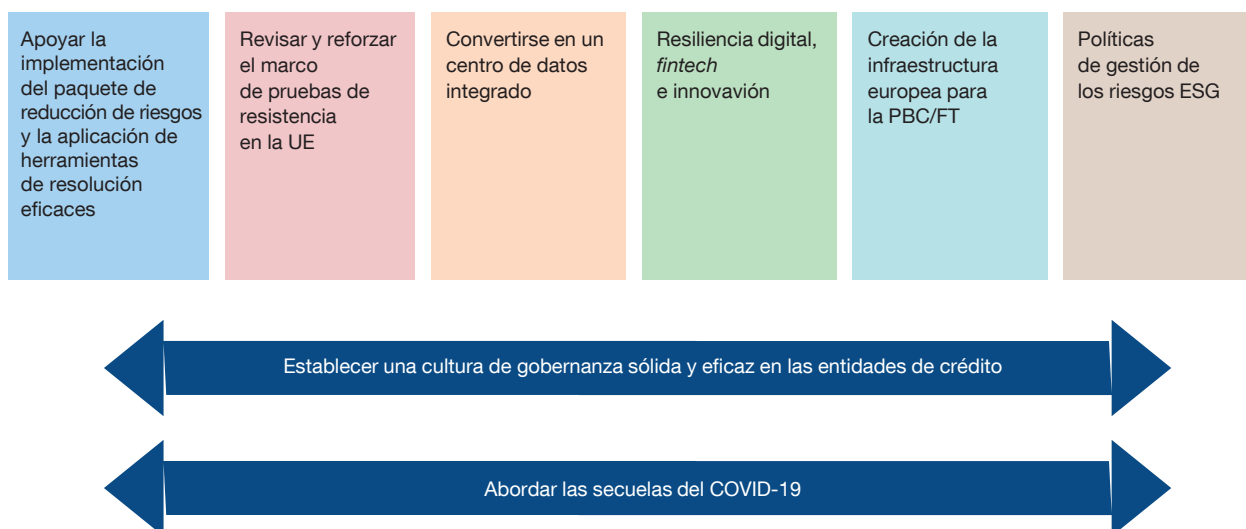 Apoyar la
implementación
del paquete de
reducción de riesgos
y la aplicación de
herramientas
de resolución
eficaces
Revisar y reforzar
el marco
de pruebas de
resistencia
en la UE
Convertirse en un
centro de datos
integrado
Resiliencia digital,
fintech
e innovavión
Creación de la
infraestructura
europea para
la PBC/FT
Políticas
de gestión de
los riesgos ESG
Establecer una cultura de gobernanza sólida y eficaz en las entidades de crédito
Abordar las secuelas del COVID-19